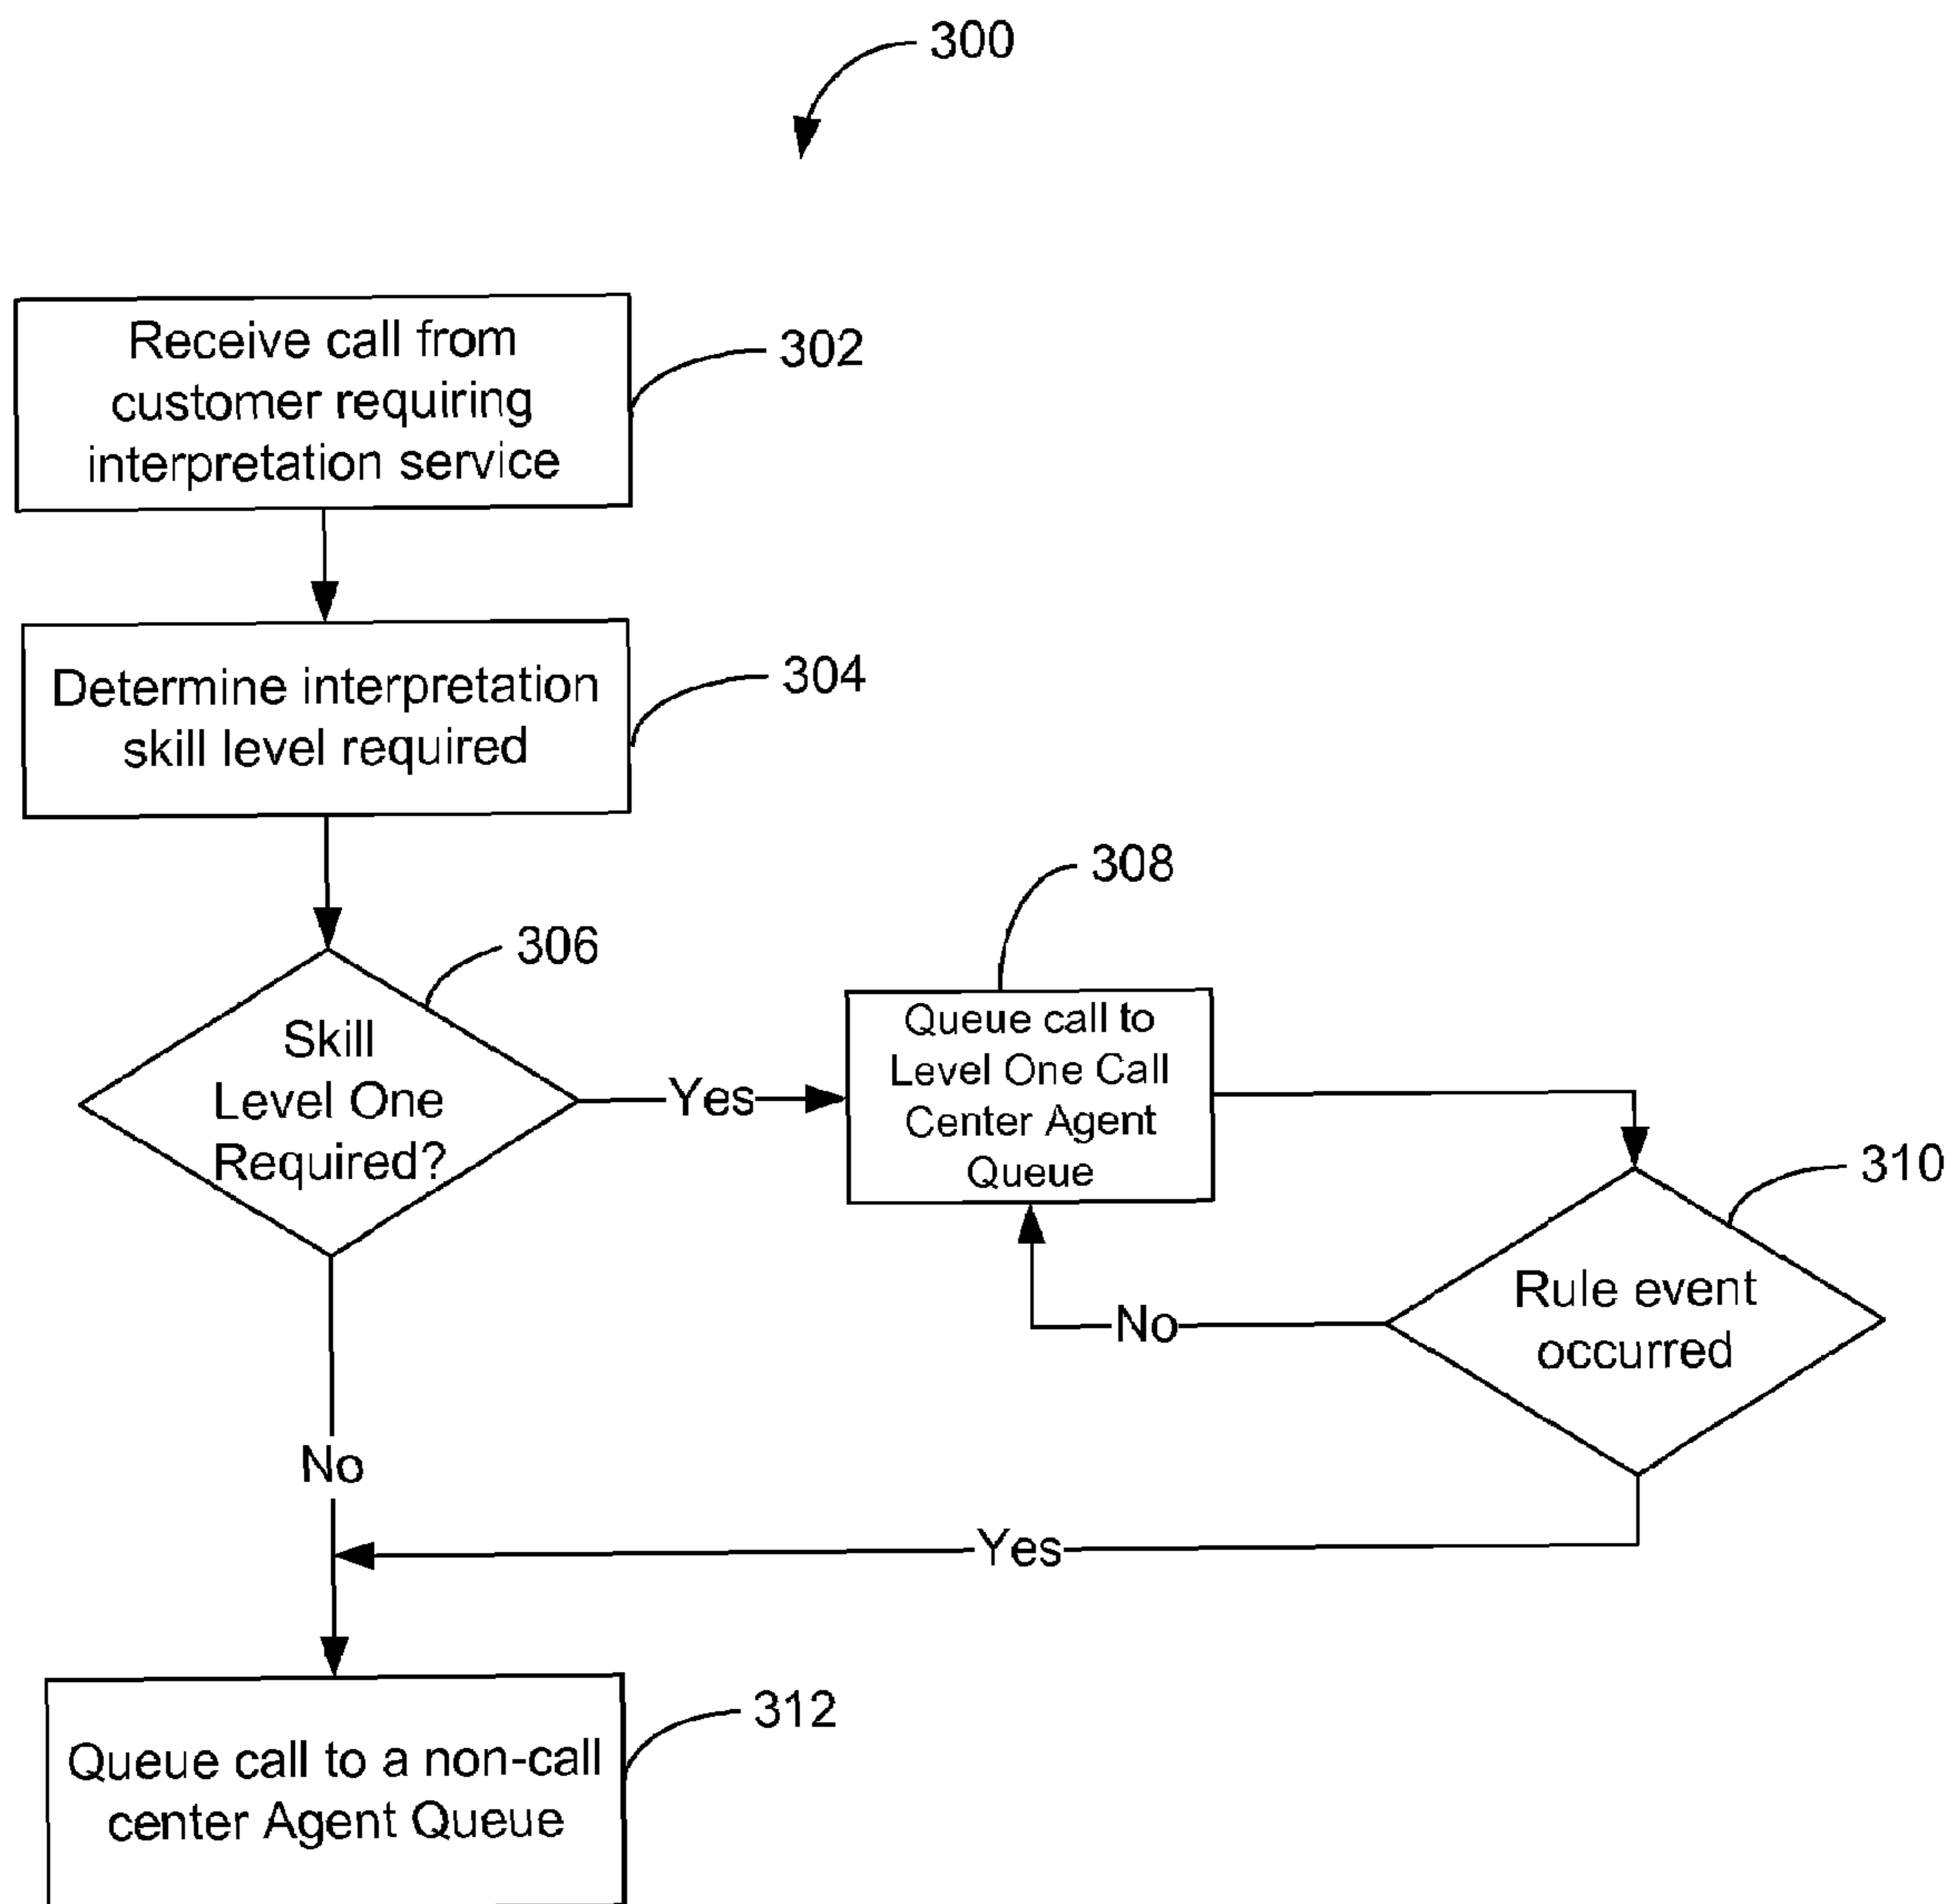 300
Receive call from
customer requiring
interpretation service
302
Determine interpretation
skill level required
304
306
Skill
Level One
Required?
Yes
308
Queue call to
Level One Call
Center Agent
Queue
310
Rule event
occurred
No
No
Yes
312
Queue call to a non-call
center Agent Queue